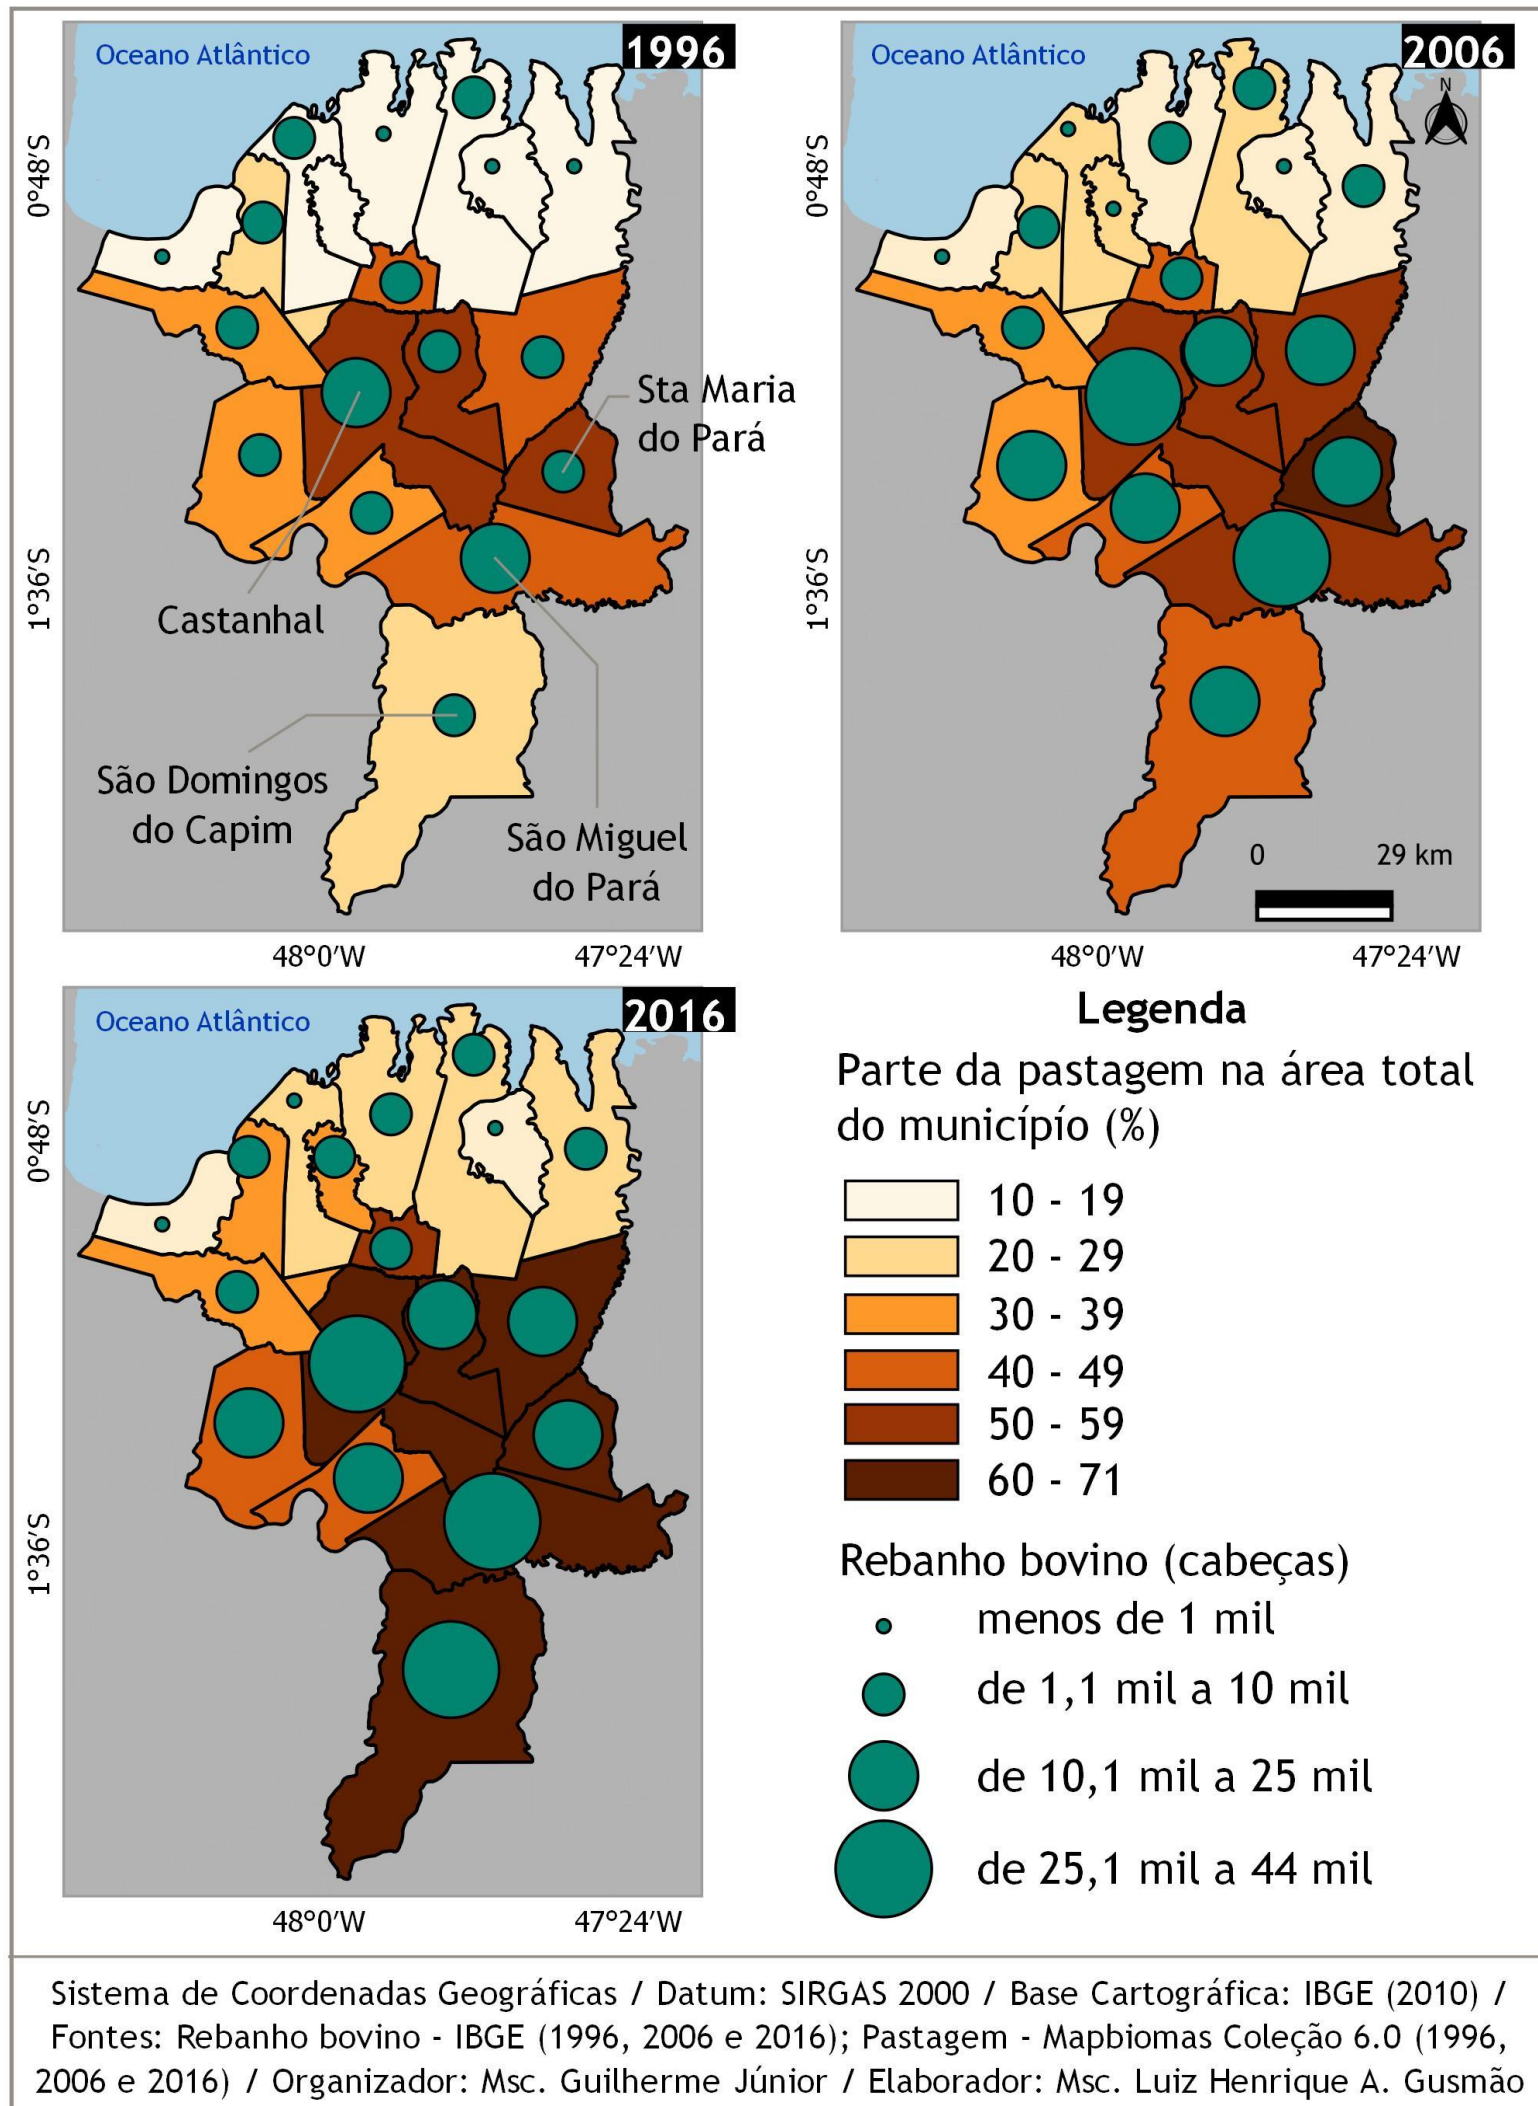 1996
Oceano Atlântico
0°48'S
1°36'S
Sta Maria
do Pará
Castanhal
São Domingos
do Capim
São Miguel
do Pará
48°0'W
47°24'W
2006
Oceano Atlântico
N
0°48'S
1°36'S
0
29 km
48°0'W
47°24'W
2016
Oceano Atlântico
0°48'S
1°36'S
48°0'W
47°24'W
Legenda
Parte da pastagem na área total
do município (%)
10 - 19
20 - 29
30 - 39
40 - 49
50 - 59
60 - 71
Rebanho bovino (cabeças)
menos de 1 mil
de 1,1 mil a 10 mil
de 10,1 mil a 25 mil
de 25,1 mil a 44 mil
Sistema de Coordenadas Geográficas / Datum: SIRGAS 2000 / Base Cartográfica: IBGE (2010) /
Fontes: Rebanho bovino - IBGE (1996, 2006 e 2016); Pastagem - Mapbiomas Coleção 6.0 (1996,
2006 e 2016) / Organizador: Msc. Guilherme Júnior / Elaborador: Msc. Luiz Henrique A. Gusmão